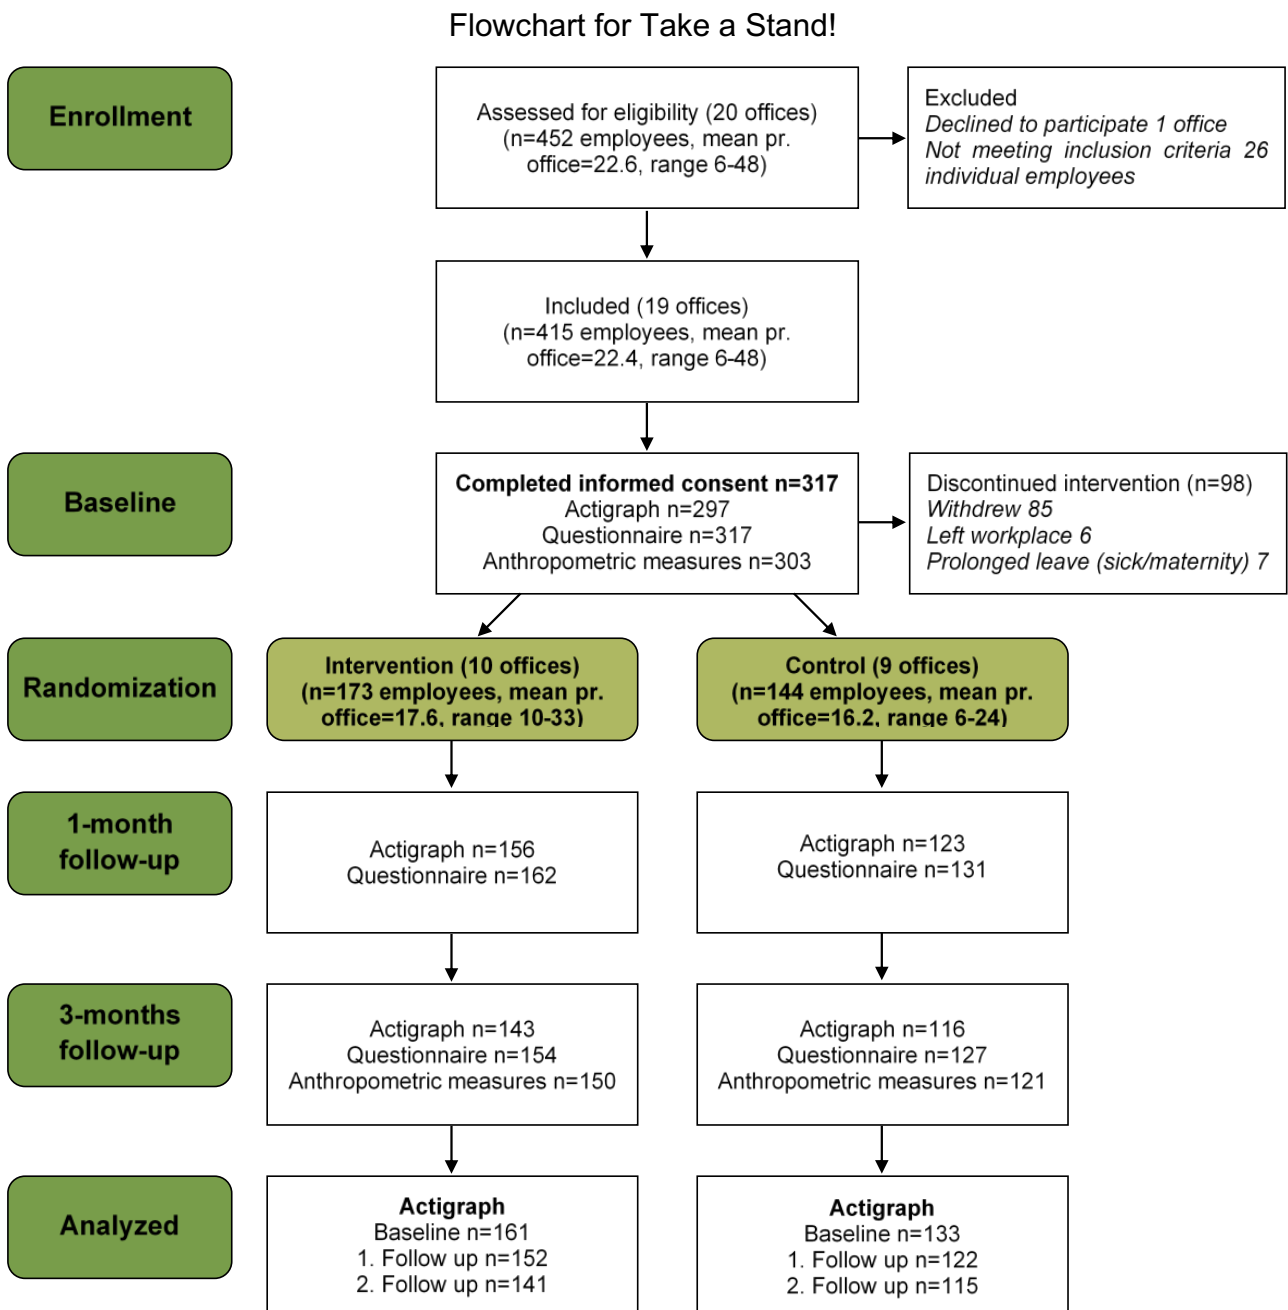 Flowchart for Take a Stand!
Enrollment
Assessed for eligibility (20 offices)
(n=452 employees, mean pr.
office=22.6, range 6-48)
Excluded
Declined to participate 1 office
Not meeting inclusion criteria 26
individual employees
Included (19 offices)
(n=415 employees, mean pr.
office=22.4, range 6-48)
Baseline
Completed informed consent n=317
Actigraph n=297
Questionnaire n=317
Anthropometric measures n=303
Discontinued intervention (n=98)
Withdrew 85
Left workplace 6
Prolonged leave (sick/maternity) 7
Randomization
Intervention (10 offices)
(n=173 employees, mean pr.
office=17.6, range 10-33)
Control (9 offices)
(n=144 employees, mean pr.
office=16.2, range 6-24)
1-month
follow-up
Actigraph n=156
Questionnaire n=162
Actigraph n=123
Questionnaire n=131
3-months
follow-up
Actigraph n=143
Questionnaire n=154
Anthropometric measures n=150
Actigraph n=116
Questionnaire n=127
Anthropometric measures n=121
Analyzed
Actigraph
Baseline n=161
1. Follow up n=152
2. Follow up n=141
Actigraph
Baseline n=133
1. Follow up n=122
2. Follow up n=115